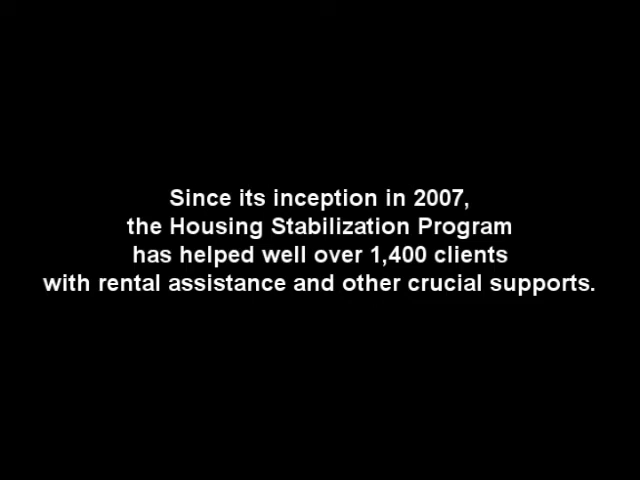 Since its inception in 2007,
the Housing Stabilization Program
has helped well over 1,400 clients
with rental assistance and other crucial supports.